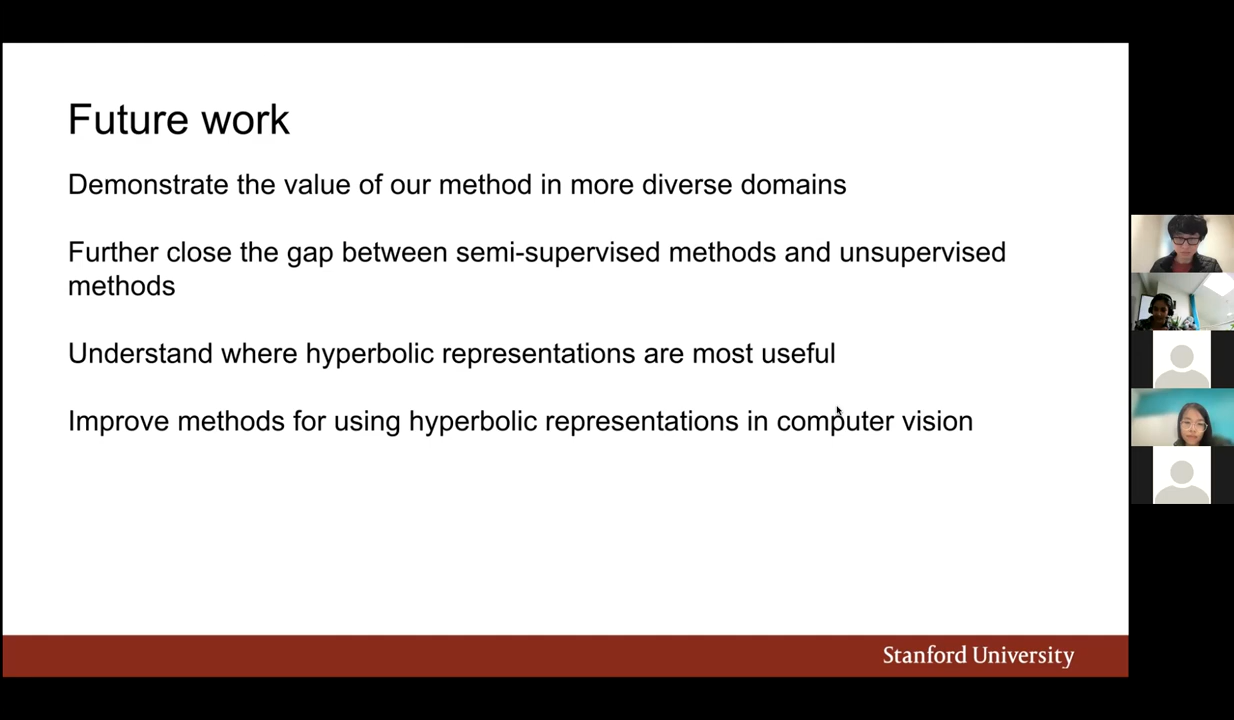 Future work
Demonstrate the value of our method in more diverse domains
Further close the gap between semi-supervised methods and unsupervised
methods
Understand where hyperbolic representations are most useful
Improve methods for using hyperbolic representations in computer vision
Stanford University